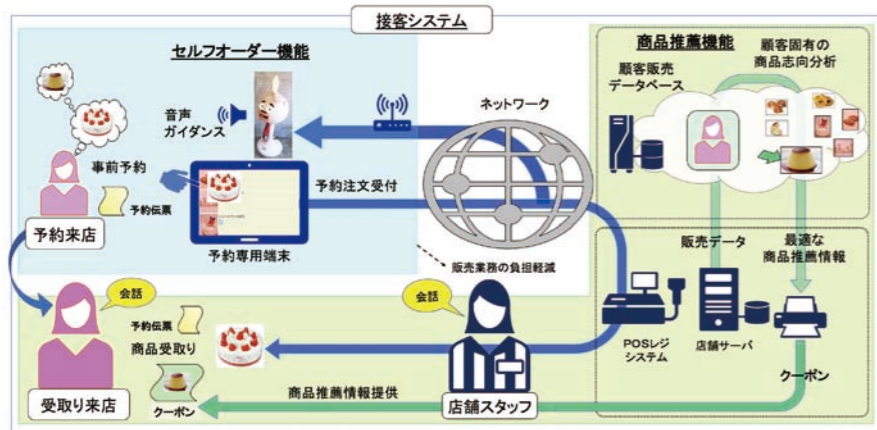 接客システム
セルフオーダー機能
音声
ガイダンス
事前予約
予約伝票
予約来店
予約専用端末
予約注文受付
ネットワーク
販売業務の負担軽減
商品推薦機能
顧客販売
データベース
顧客固有の
商品志向分析
販売データ
最適な
商品推薦情報
POSレジ
システム
店舗サーバ
クーポン
会話
予約伝票
商品受取り
クーポン
受取り来店
商品推薦情報提供
会話
店舗スタッフ